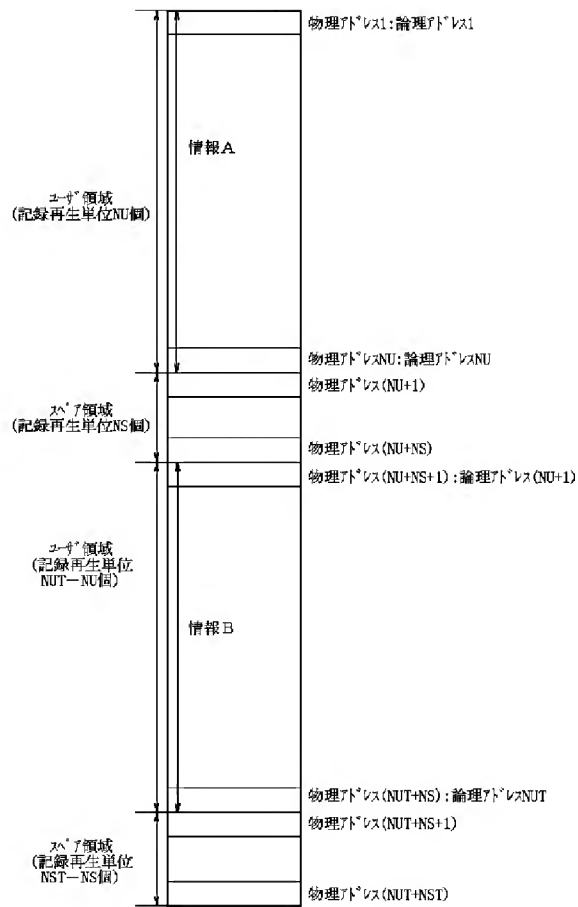 物理ｱﾄﾞﾚｽ1:論理ｱﾄﾞﾚｽ1
情報A
ﾕｰｻﾞ領域
(記録再生単位NU個)
物理ｱﾄﾞﾚｽNU:論理ｱﾄﾞﾚｽNU
物理ｱﾄﾞﾚｽ(NU+1)
ｽﾍﾟｱ領域
(記録再生単位NS個)
物理ｱﾄﾞﾚｽ(NU+NS)
物理ｱﾄﾞﾚｽ(NU+NS+1):論理ｱﾄﾞﾚｽ(NU+1)
ﾕｰｻﾞ領域
(記録再生単位
NUT－NU個)
情報B
物理ｱﾄﾞﾚｽ(NUT+NS):論理ｱﾄﾞﾚｽNUT
物理ｱﾄﾞﾚｽ(NUT+NS+1)
ｽﾍﾟｱ領域
(記録再生単位
NST－NS個)
物理ｱﾄﾞﾚｽ(NUT+NST)